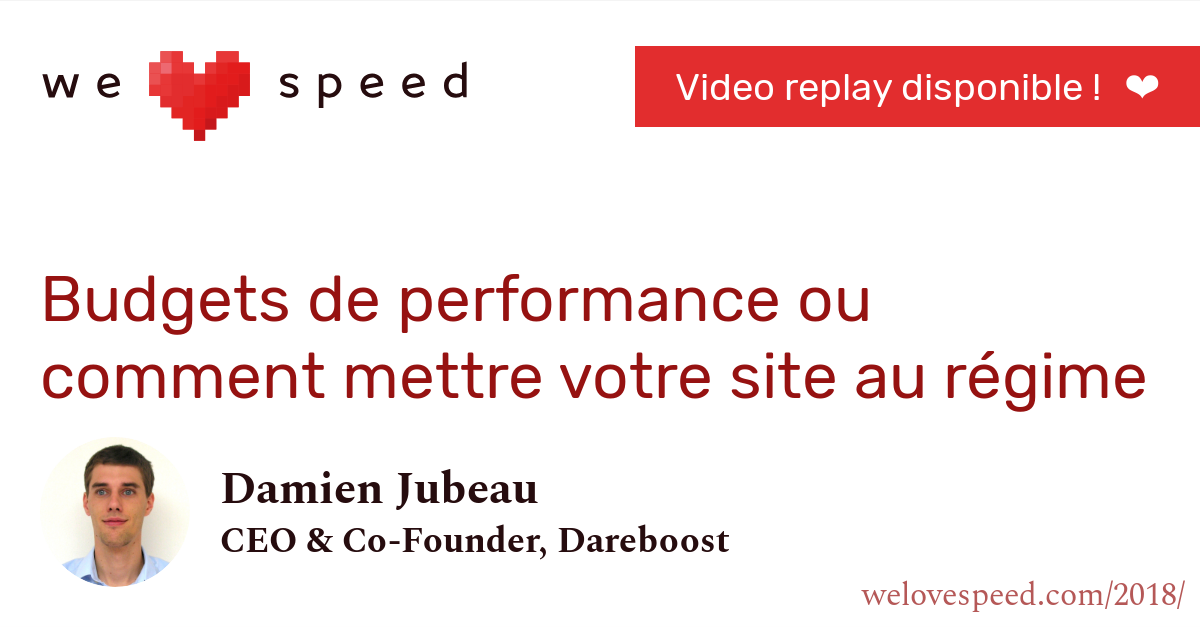 we ❤ speed
Video replay disponible ! ❤
Budgets de performance ou
comment mettre votre site au régime
Damien Jubeau
CEO & Co-Founder, Dareboost
welovespeed.com/2018/